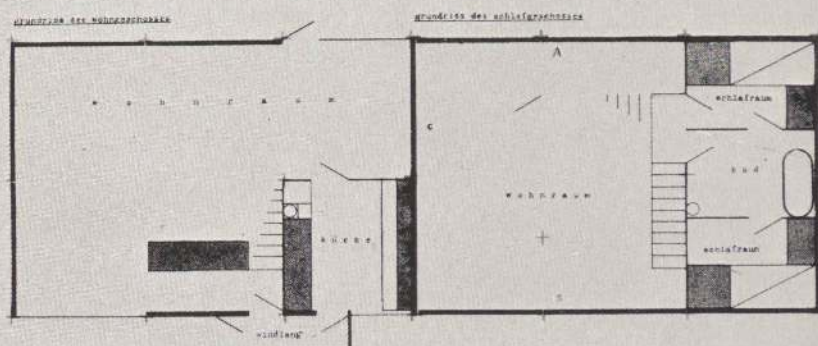 grundriss des wohngeschosses
grundriss des schlafgeschosses
wohnraum
A
schlafraum
c
bad
wohnraum
küche
schlafraum
windfang